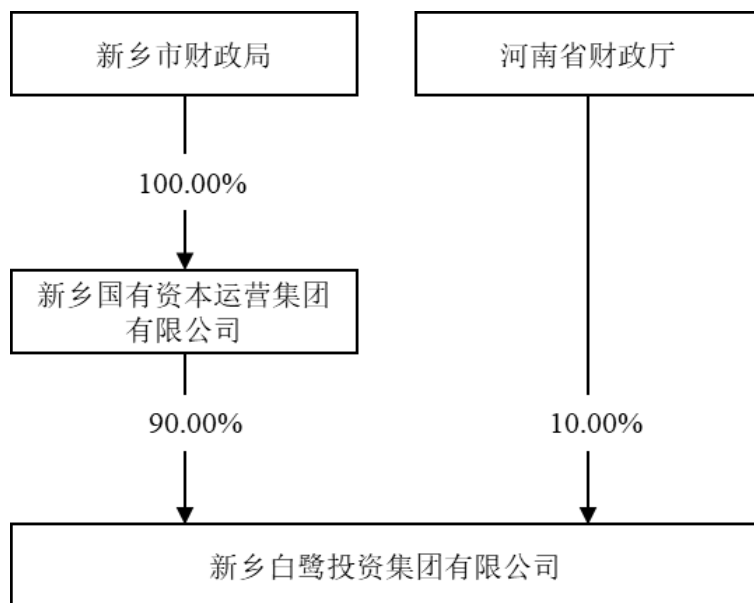 新乡市财政局
河南省财政厅
100.00%
新乡国有资本运营集团
有限公司
90.00%
10.00%
新乡白鹭投资集团有限公司